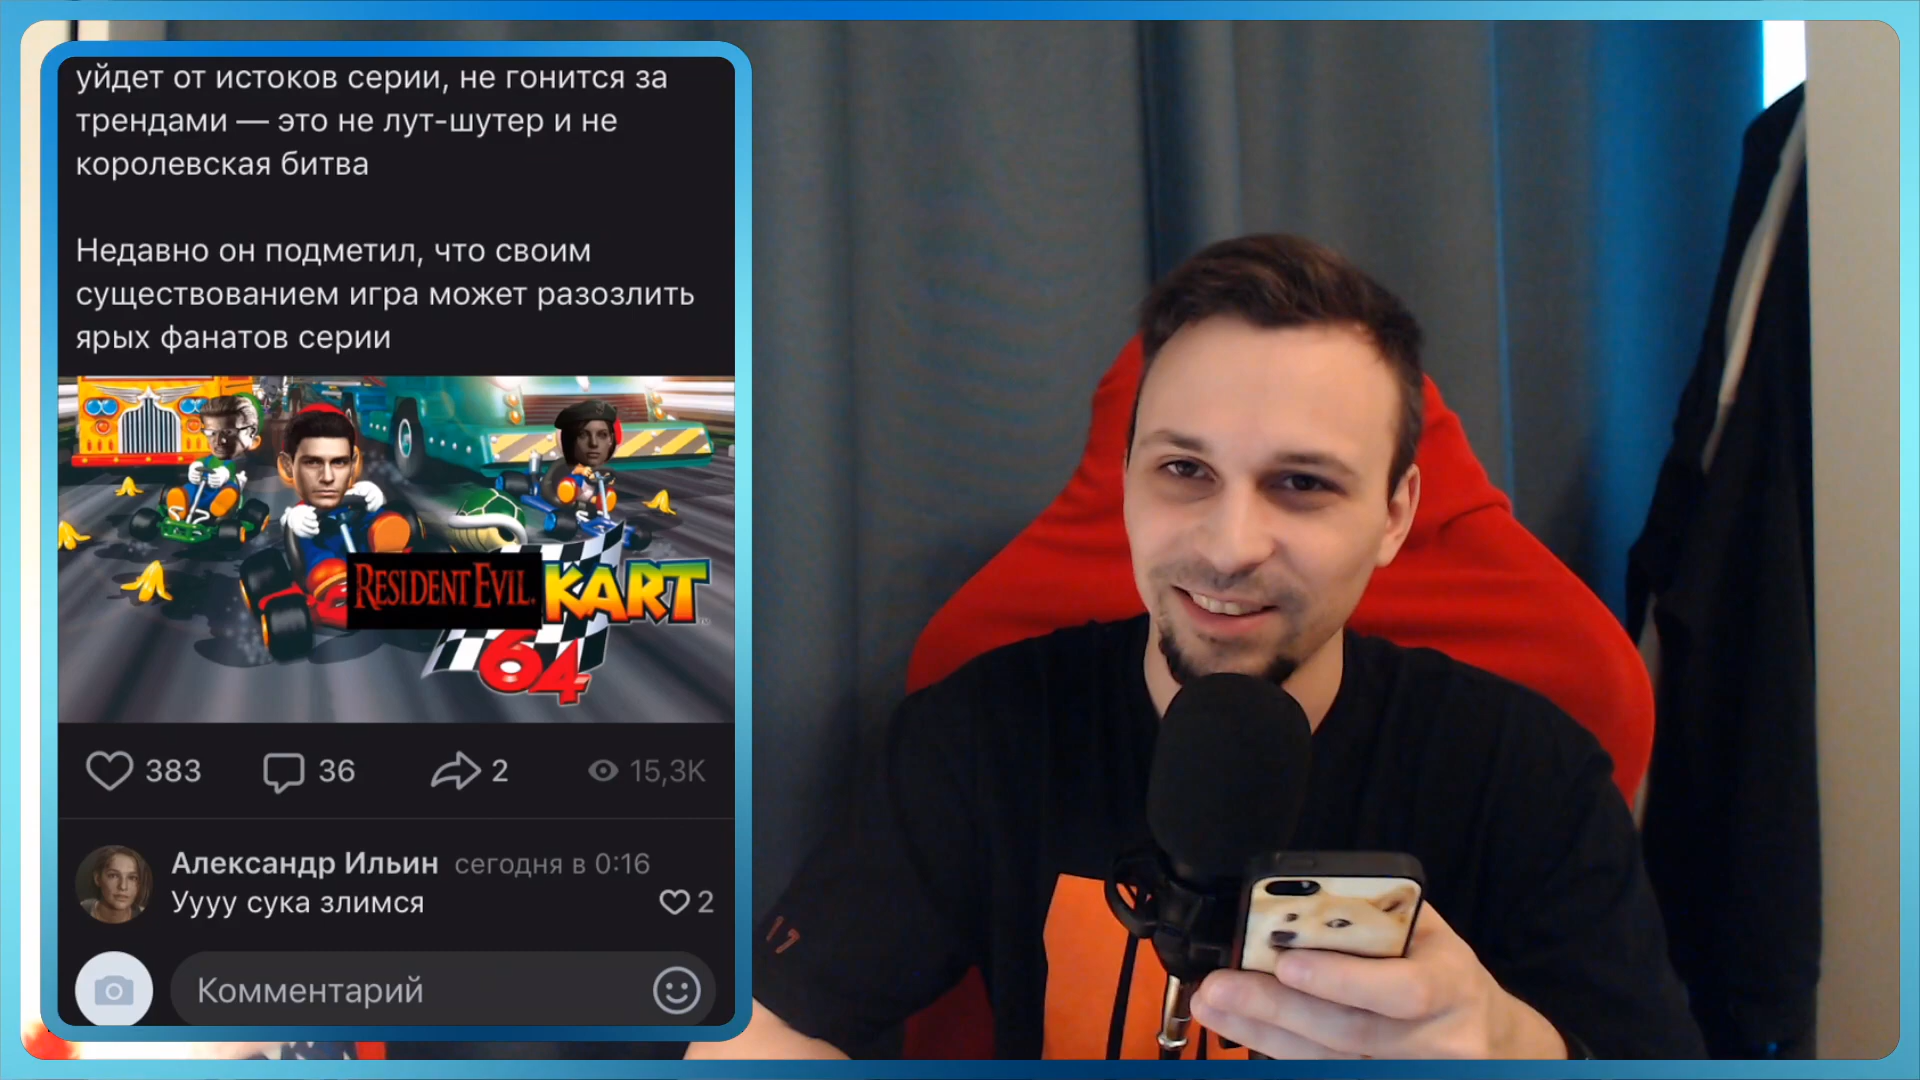 уйдет от истоков серии, не гонится за
трендами — это не лут-шутер и не
королевская битва
Недавно он подметил, что своим
существованием игра может разозлить
ярых фанатов серии
RESIDENT EVIL. KART
64
383 36 2 15,3K
Александр Ильин сегодня в 0:16
Уууу сука злимся
2
Комментарий
17